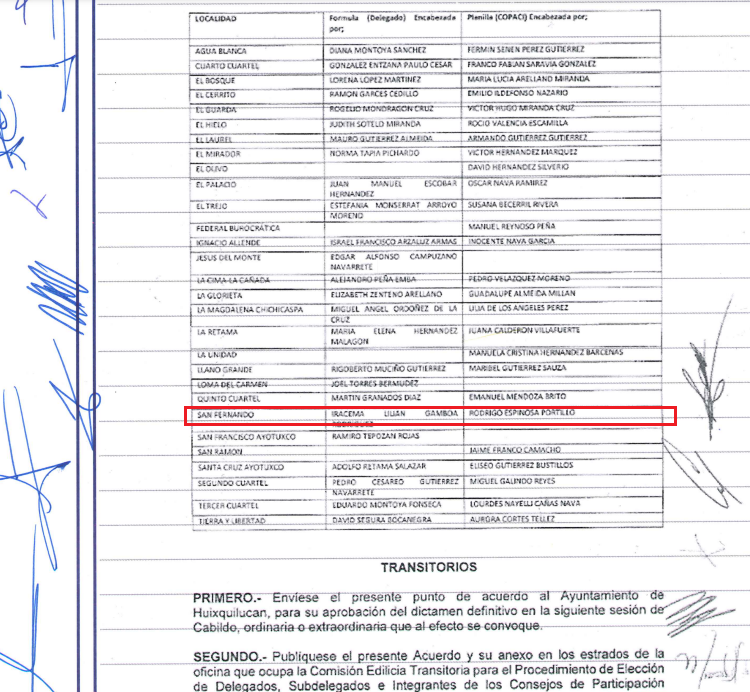 LOCALIDAD Formula (Delegado) Encabezada por; Planilla (COPACI) Encabezada por;
AGUA BLANCA DIANA MONTOYA SANCHEZ FERMIN SENEN PEREZ GUTIERREZ
CUARTO CUARTEL GONZALEZ ENTZANA PAULO CESAR FRANCO FABIAN SARAVIA GONZALEZ
EL BOSQUE LORENA LOPEZ MARTINEZ MARIA LUCIA ARELLANO MIRANDA
EL CERRITO RAMON GARCES CEDILLO EMILIO ILDEFONSO NAZARIO
EL GUARDA ROGELIO MONDRAGON CRUZ VICTOR HUGO MIRANDA CRUZ
EL HIELO JUDITH SOTELO MIRANDA ROCIO VALENCIA ESCAMILLA
EL LAUREL MAURO GUTIERREZ ALMEIDA ARMANDO GUTIERREZ GUTIERREZ
EL MIRADOR NORMA TAPIA PICHARDO VICTOR HERNANDEZ MARQUEZ
EL OLIVO DAVID HERNANDEZ SILVERIO
EL PALACIO JUAN MANUEL ESCOBAR HERNANDEZ OSCAR NAVA RAMIREZ
EL TREJO ESTEFANIA MONSERRAT ARROYO MORENO SUSANA BECERRIL RIVERA
FEDERAL BUROCRÁTICA MANUEL REYNOSO PEÑA
IGNACIO ALLENDE ISRAEL FRANCISCO ARZALUZ ARMAS INOCENTE NAVA GARCIA
JESUS DEL MONTE EDGAR ALFONSO CAMPUZANO NAVARRETE
LA CIMA-LA CAÑADA ALEJANDRO PEÑA EMBA PEDRO VELAZQUEZ MORENO
LA GLORIETA ELIZABETH ZENTENO ARELLANO GUADALUPE ALMEIDA MILLAN
LA MAGDALENA CHICHICASPA MIGUEL ANGEL ORDOÑEZ DE LA CRUZ LILIA DE LOS ANGELES PEREZ
LA RETAMA MARIA ELENA HERNANDEZ MALAGON JUANA CALDERON VILLAFUERTE
LA UNIDAD MANUELA CRISTINA HERNANDEZ BARCENAS
LLANO GRANDE RIGOBERTO MUCIÑO GUTIERREZ MARIBEL GUTIERREZ SAUZA
LOMA DEL CARMEN JOEL TORRES BERMUDEZ
QUINTO CUARTEL MARTIN GRANADOS DIAZ EMANUEL MENDOZA BRITO
SAN FERNANDO IRACEMA LILIAN GAMBOA RODRIGUEZ RODRIGO ESPINOSA PORTILLO
SAN FRANCISCO AYOTUXCO RAMIRO TEPOZAN ROJAS
SAN RAMON JAIME FRANCO CAMACHO
SANTA CRUZ AYOTUXCO ADOLFO RETAMA SALAZAR ELISEO GUTIERREZ BUSTILLOS
SEGUNDO CUARTEL PEDRO CESAREO GUTIERREZ NAVARRETE MIGUEL GALINDO REYES
TERCER CUARTEL EDUARDO MONTOYA FONSECA LOURDES NAYELLI CAÑAS NAVA
TIERRA Y LIBERTAD DAVID SEGURA BOCANEGRA AURORA CORTES TELLEZ
TRANSITORIOS
PRIMERO.- Envíese el presente punto de acuerdo al Ayuntamiento de
Huixquilucan, para su aprobación del dictamen definitivo en la siguiente sesión de
Cabildo, ordinaria o extraordinaria que al efecto se convoque.
SEGUNDO.- Publíquese el presente Acuerdo y su anexo en los estrados de la
oficina que ocupa la Comisión Edilicia Transitoria para el Procedimiento de Elección
de Delegados, Subdelegados e Integrantes de los Consejos de Participación